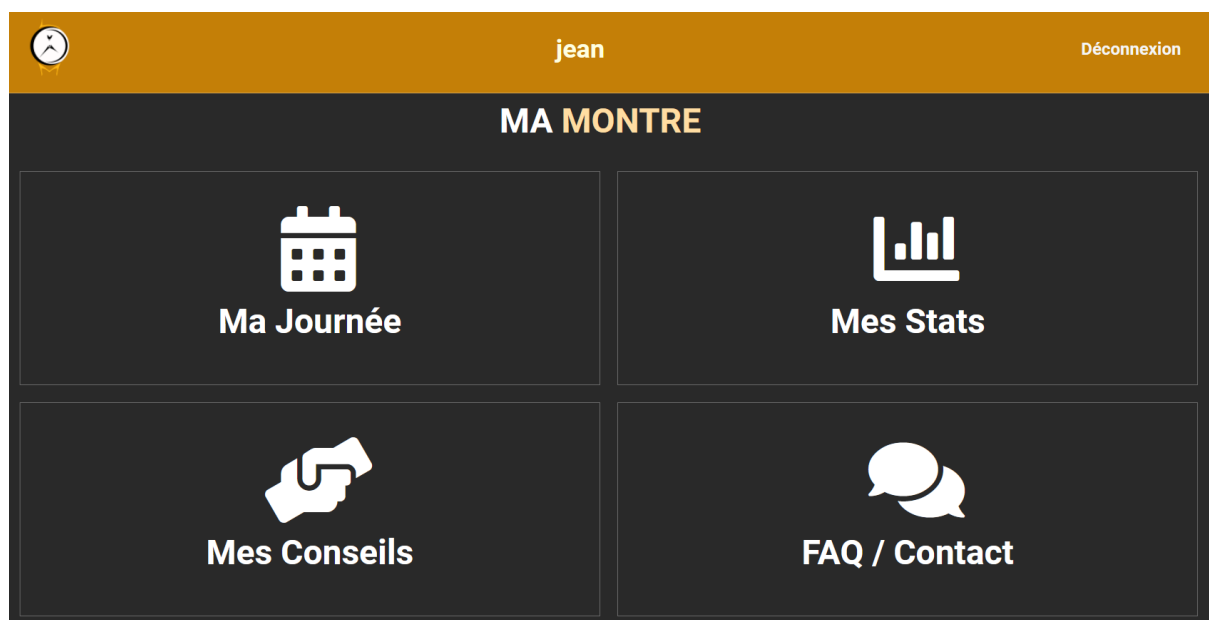 jean
Déconnexion
MA MONTRE
Ma Journée
Mes Stats
Mes Conseils
FAQ / Contact